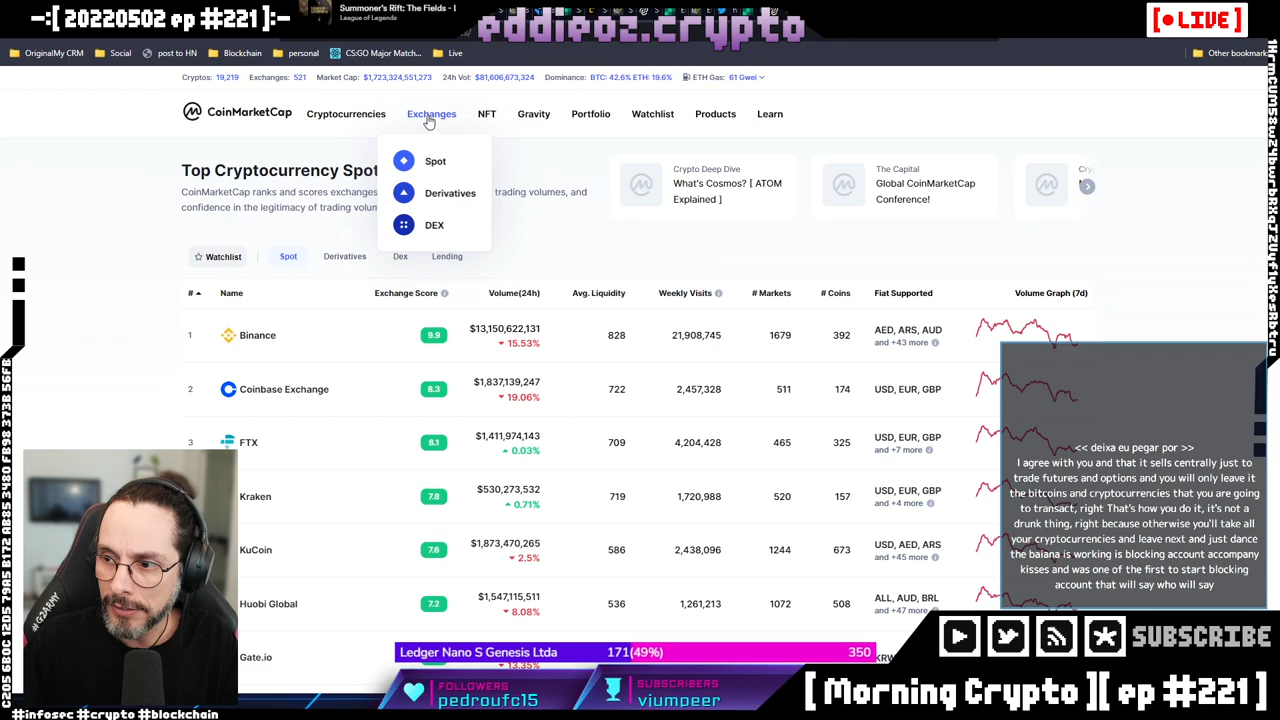 —:[ 20220502 ep #221 ]:—
Summoner's Rift: The Fields - L
League of Legends
eddieoz.crypto
[ LIVE ]
OriginalMy CRM
Social
post to HN
Blockchain
personal
CS:GO Major Match...
Live
Other bookmark
Cryptos: 19,219 Exchanges: 521 Market Cap: $1,723,324,551,273 24h Vol: $81,606,673,324 Dominance: BTC: 42.6% ETH: 19.6% ETH Gas: 61 Gwei
CoinMarketCap Cryptocurrencies Exchanges NFT Gravity Portfolio Watchlist Products Learn
Spot
Derivatives
DEX
Top Cryptocurrency Spot
CoinMarketCap ranks and scores exchanges trading volumes, and
confidence in the legitimacy of trading volum
Crypto Deep Dive
What's Cosmos? [ ATOM
Explained ]
The Capital
Global CoinMarketCap
Conference!
Cry
Watchlist Spot Derivatives Dex Lending
# Name Exchange Score Volume(24h) Avg. Liquidity Weekly Visits # Markets # Coins Fiat Supported Volume Graph (7d)
1 Binance 9.9 $13,150,622,131 828 21,908,745 1679 392 AED, ARS, AUD
15.53% and +43 more
2 Coinbase Exchange 8.3 $1,837,139,247 722 2,457,328 511 174 USD, EUR, GBP
19.06%
3 FTX 8.1 $1,411,974,143 709 4,204,428 465 325 USD, EUR, GBP
0.03% and +7 more
Kraken 7.8 $530,273,532 719 1,720,988 520 157 USD, EUR, GBP
0.71% and +4 more
KuCoin 7.6 $1,873,470,265 586 2,438,096 1244 673 USD, AED, ARS
2.5% and +45 more
Huobi Global 7.2 $1,547,115,511 536 1,261,213 1072 508 ALL, AUD, BRL
8.08% and +47 more
Gate.io
13.35%
<< deixa eu pegar por >>
I agree with you and that it sells centrally just to
trade futures and options and you will only leave it
the bitcoins and cryptocurrencies that you are going
to transact, right That's how you do it, it's not a
drunk thing, right because otherwise you'll take all
your cryptocurrencies and leave next and just dance
the baiana is working is blocking account accompany
kisses and was one of the first to start blocking
account that will say who will say
Ledger Nano S Genesis Ltda 171(49%) 350
FOLLOWERS
pedroufc15
SUBSCRIBERS
vjumpeer
SUBSCRIBE
[ Morning Crypto ][ ep #221 ]
#infosec #crypto #blockchain